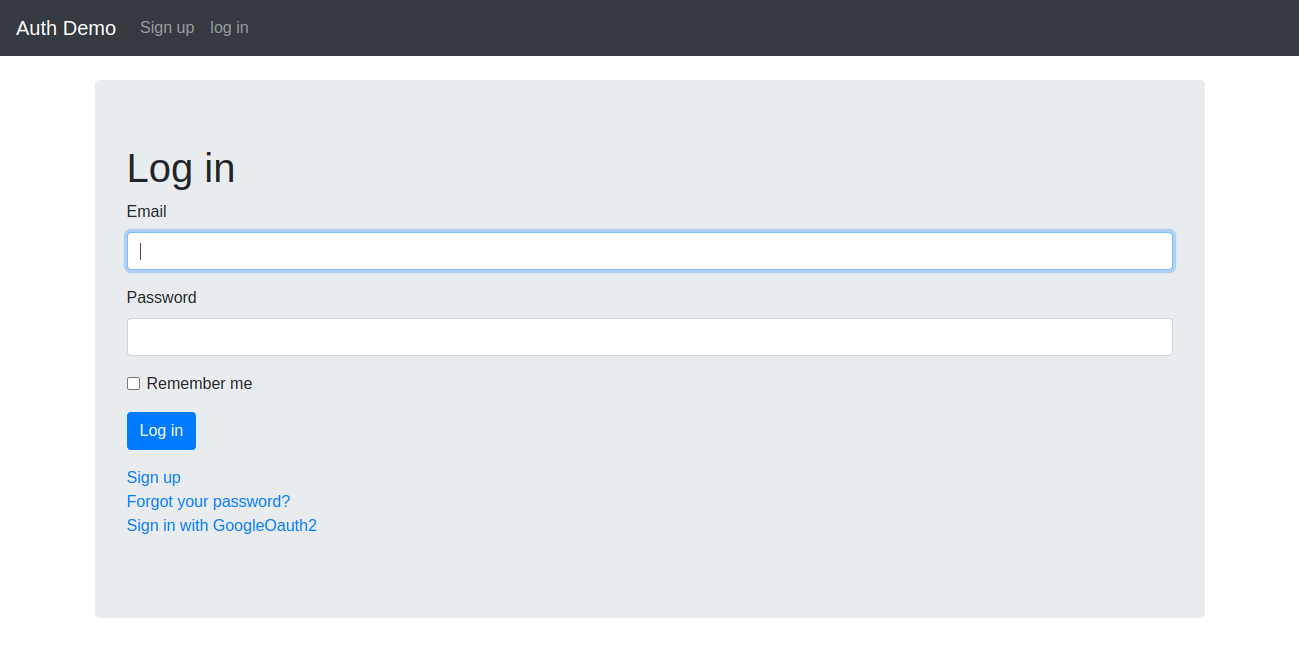 Auth Demo Sign up log in
Log in
Email
Password
Remember me
Log in
Sign up
Forgot your password?
Sign in with GoogleOauth2